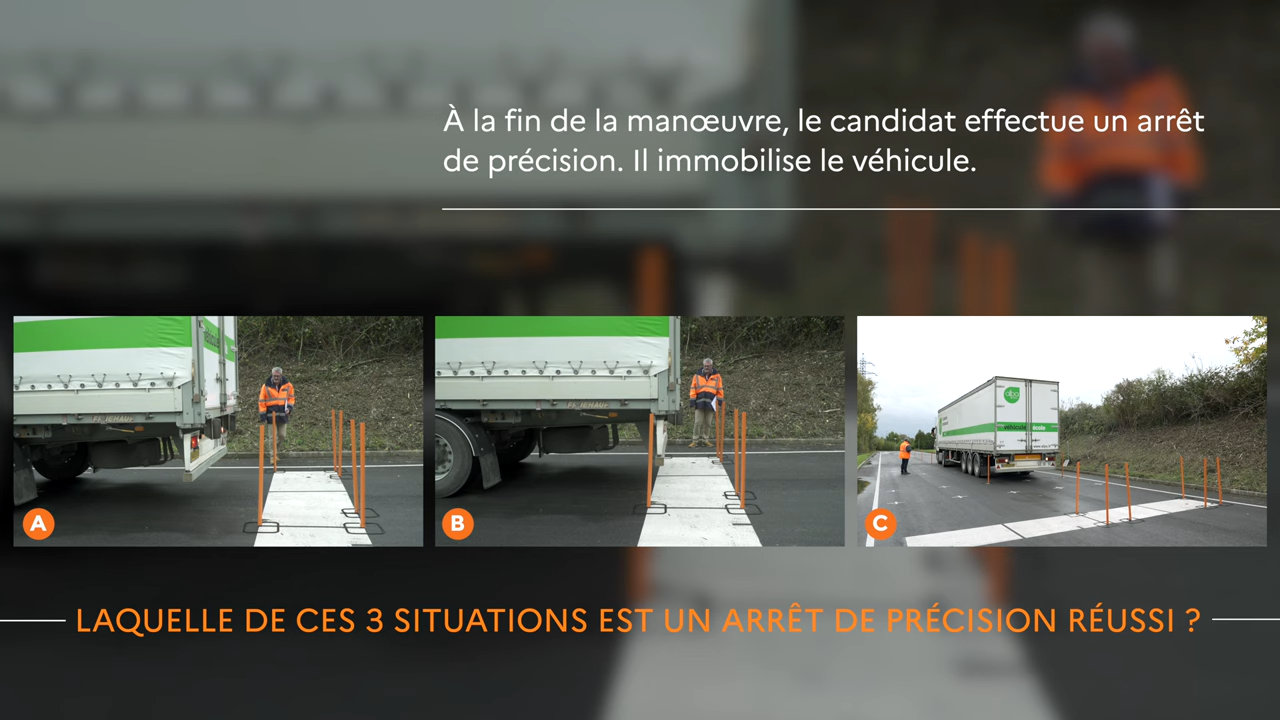 À la fin de la manœuvre, le candidat effectue un arrêt
de précision. Il immobilise le véhicule.
A
B
C
LAQUELLE DE CES 3 SITUATIONS EST UN ARRÊT DE PRÉCISION RÉUSSI ?